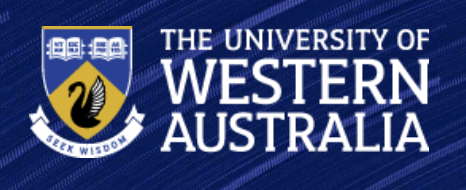 THE UNIVERSITY OF
WESTERN
AUSTRALIA
SEEK WISDOM